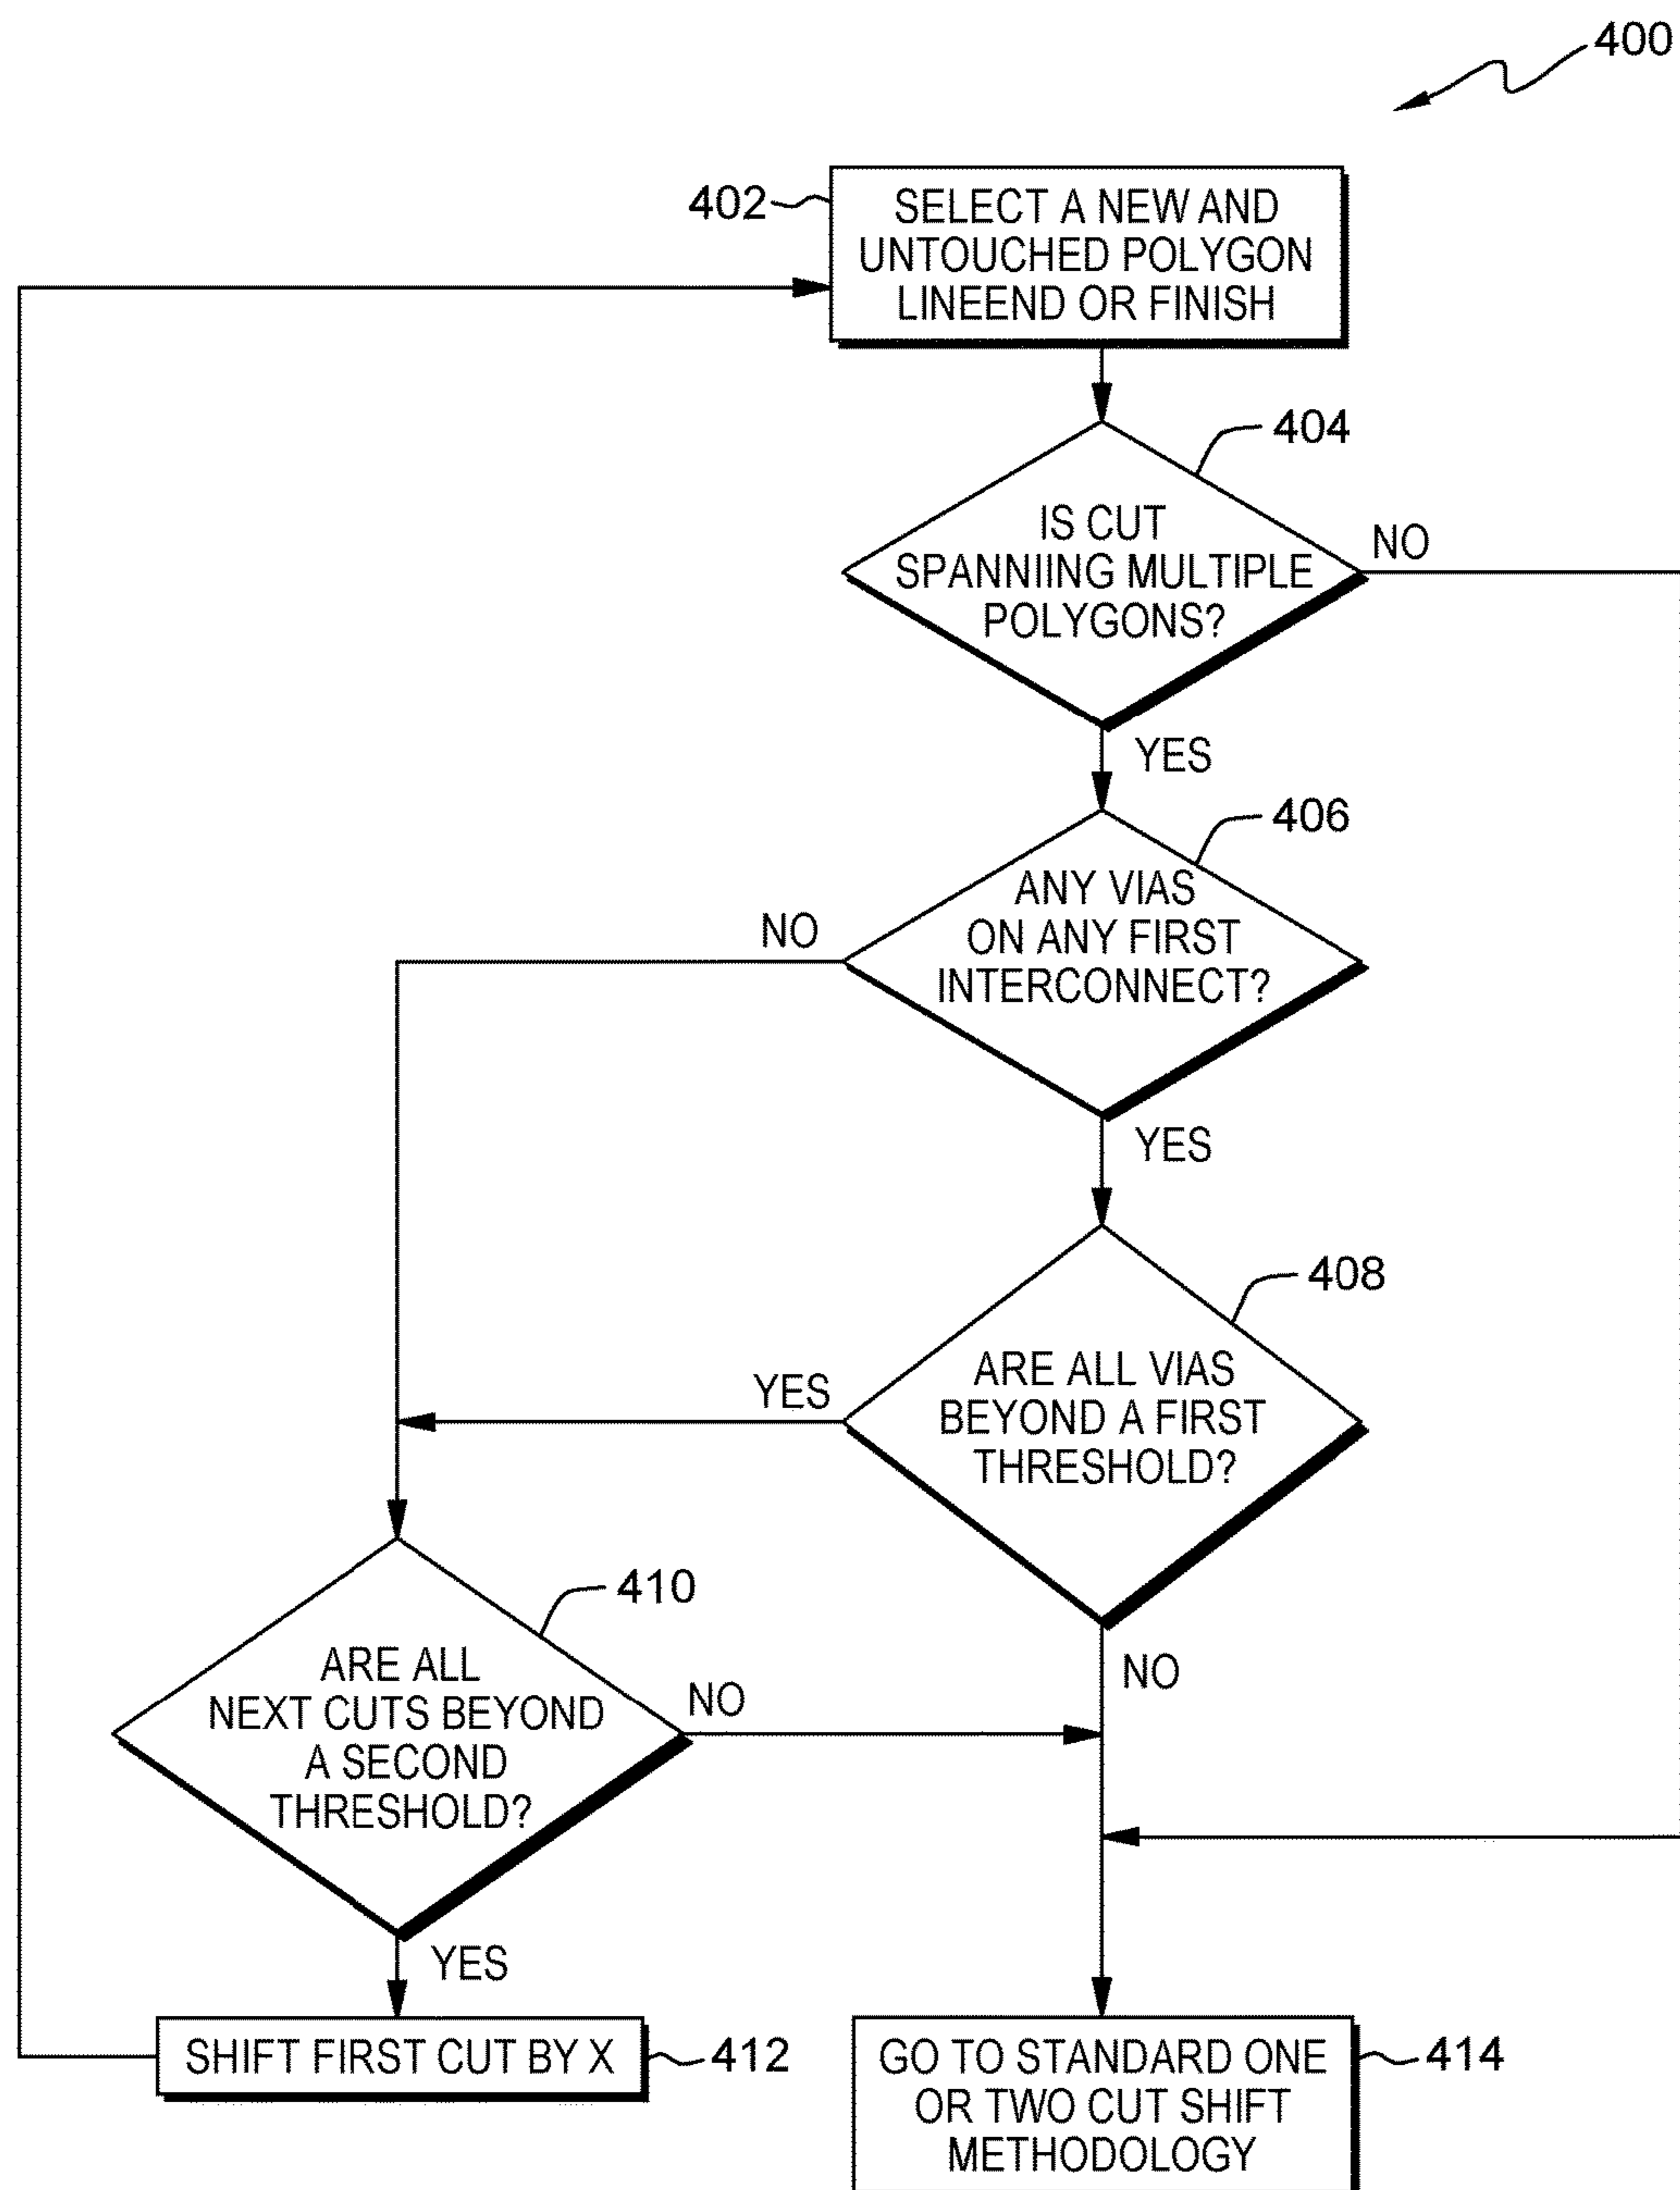 400
402
SELECT A NEW AND
UNTOUCHED POLYGON
LINEEND OR FINISH
404
IS CUT
SPANNIING MULTIPLE
POLYGONS?
NO
YES
406
ANY VIAS
ON ANY FIRST
INTERCONNECT?
NO
YES
408
ARE ALL VIAS
BEYOND A FIRST
THRESHOLD?
YES
NO
410
ARE ALL
NEXT CUTS BEYOND
A SECOND
THRESHOLD?
NO
YES
SHIFT FIRST CUT BY X
412
GO TO STANDARD ONE
OR TWO CUT SHIFT
METHODOLOGY
414